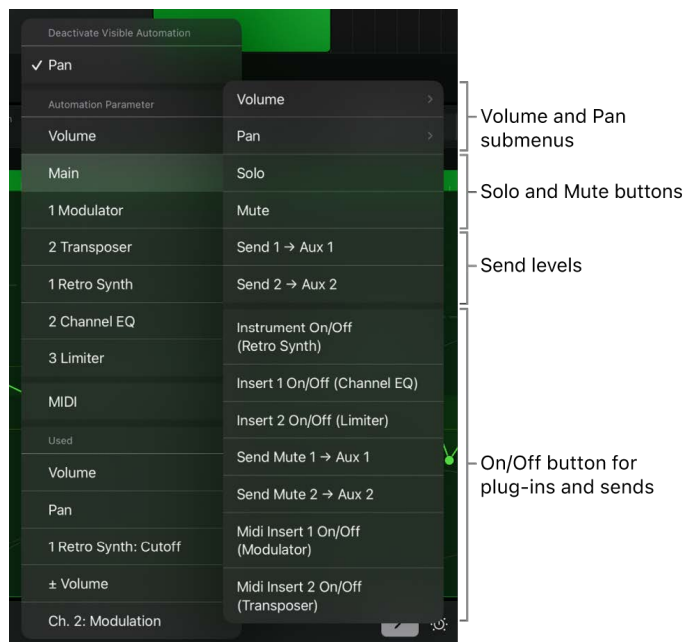 Deactivate Visible Automation
✓ Pan
Automation Parameter
Volume
Main
1 Modulator
2 Transposer
1 Retro Synth
2 Channel EQ
3 Limiter
MIDI
Used
Volume
Pan
1 Retro Synth: Cutoff
± Volume
Ch. 2: Modulation
Volume
Pan
Solo
Mute
Send 1 → Aux 1
Send 2 → Aux 2
Instrument On/Off
(Retro Synth)
Insert 1 On/Off (Channel EQ)
Insert 2 On/Off (Limiter)
Send Mute 1 → Aux 1
Send Mute 2 → Aux 2
Midi Insert 1 On/Off
(Modulator)
Midi Insert 2 On/Off
(Transposer)
Volume and Pan
submenus
Solo and Mute buttons
Send levels
On/Off button for
plug-ins and sends